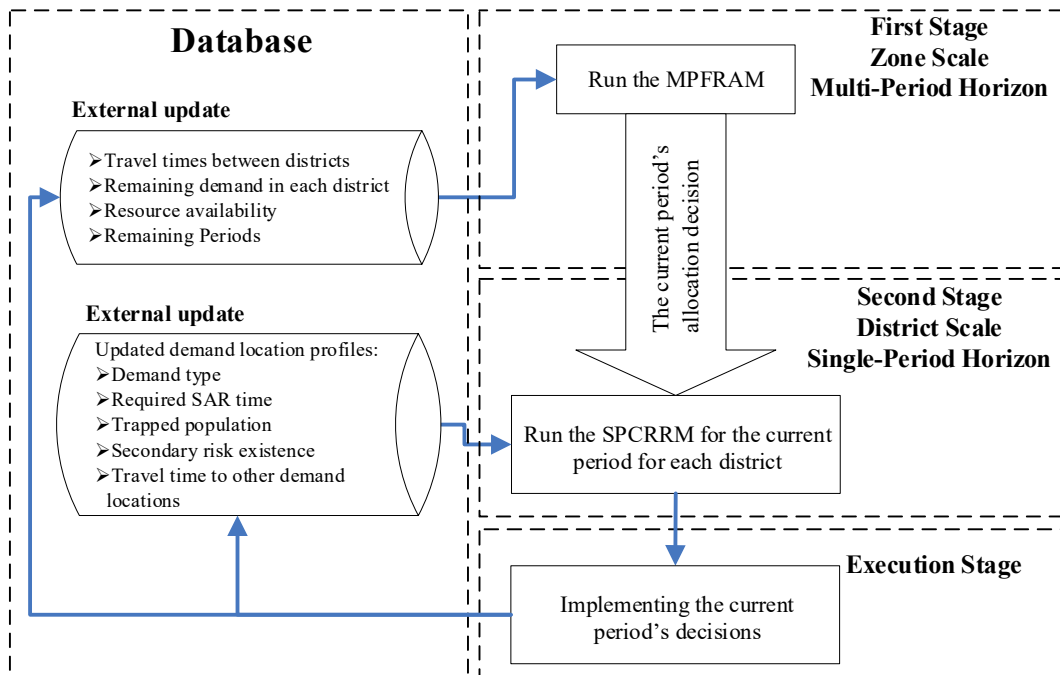 Database
External update
➢Travel times between districts
➢Remaining demand in each district
➢Resource availability
➢Remaining Periods
External update
Updated demand location profiles:
➢Demand type
➢Required SAR time
➢Trapped population
➢Secondary risk existence
➢Travel time to other demand
locations
First Stage
Zone Scale
Multi-Period Horizon
Run the MPFRAM
The current period's
allocation decision
Second Stage
District Scale
Single-Period Horizon
Run the SPCRRM for the current
period for each district
Execution Stage
Implementing the current
period's decisions